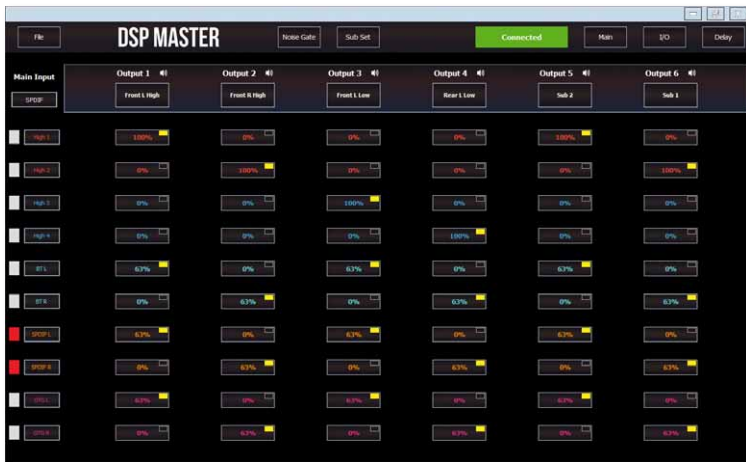 File DSP MASTER Noise Gate Sub Set Connected Main I/O Delay
Main Input Output 1 Output 2 Output 3 Output 4 Output 5 Output 6
SPDIF Front L High Front R High Front L Low Rear L Low Sub 2 Sub 1
High 1 100% 0% 0% 0% 100% 0%
High 2 0% 100% 0% 0% 0% 100%
High 3 0% 0% 100% 0% 0% 0%
High 4 0% 0% 0% 100% 0% 0%
BT L 63% 0% 63% 0% 63% 0%
BT R 0% 63% 0% 63% 0% 63%
SPDIF L 63% 0% 63% 0% 63% 0%
SPDIF R 0% 63% 0% 63% 0% 63%
63% 0% 63% 0% 63% 0%
0% 63% 0% 63% 0% 63%